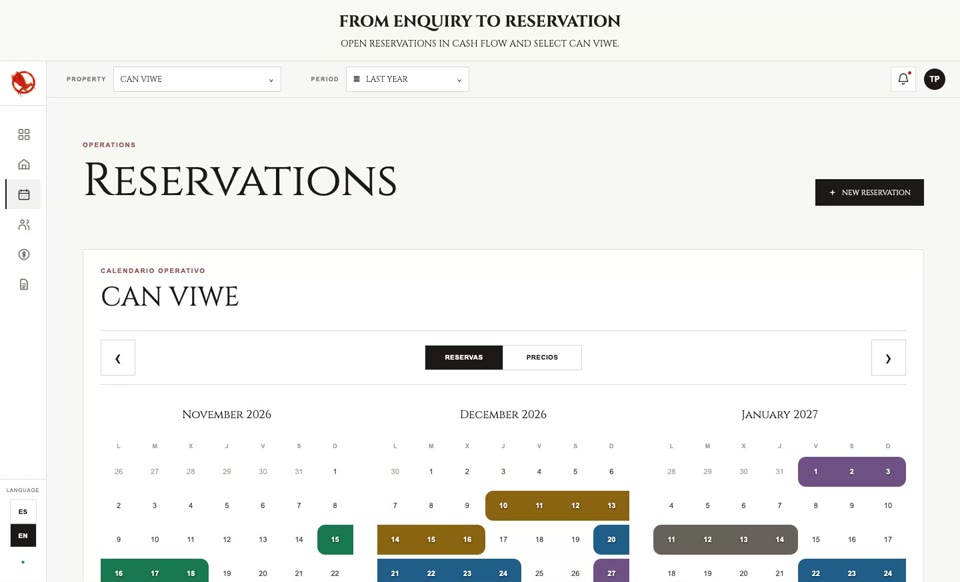 FROM ENQUIRY TO RESERVATION
OPEN RESERVATIONS IN CASH FLOW AND SELECT CAN VIWE.
PROPERTY CAN VIWE PERIOD LAST YEAR TP
OPERATIONS
RESERVATIONS
+ NEW RESERVATION
CALENDARIO OPERATIVO
CAN VIWE
RESERVAS PRECIOS
NOVEMBER 2026 DECEMBER 2026 JANUARY 2027
L M X J V S D L M X J V S D L M X J V S D
26 27 28 29 30 31 1 30 1 2 3 4 5 6 28 29 30 31 1 2 3
2 3 4 5 6 7 8 7 8 9 10 11 12 13 4 5 6 7 8 9 10
9 10 11 12 13 14 15 14 15 16 17 18 19 20 11 12 13 14 15 16 17
16 17 18 19 20 21 22 21 22 23 24 25 26 27 18 19 20 21 22 23 24
LANGUAGE
ES
EN